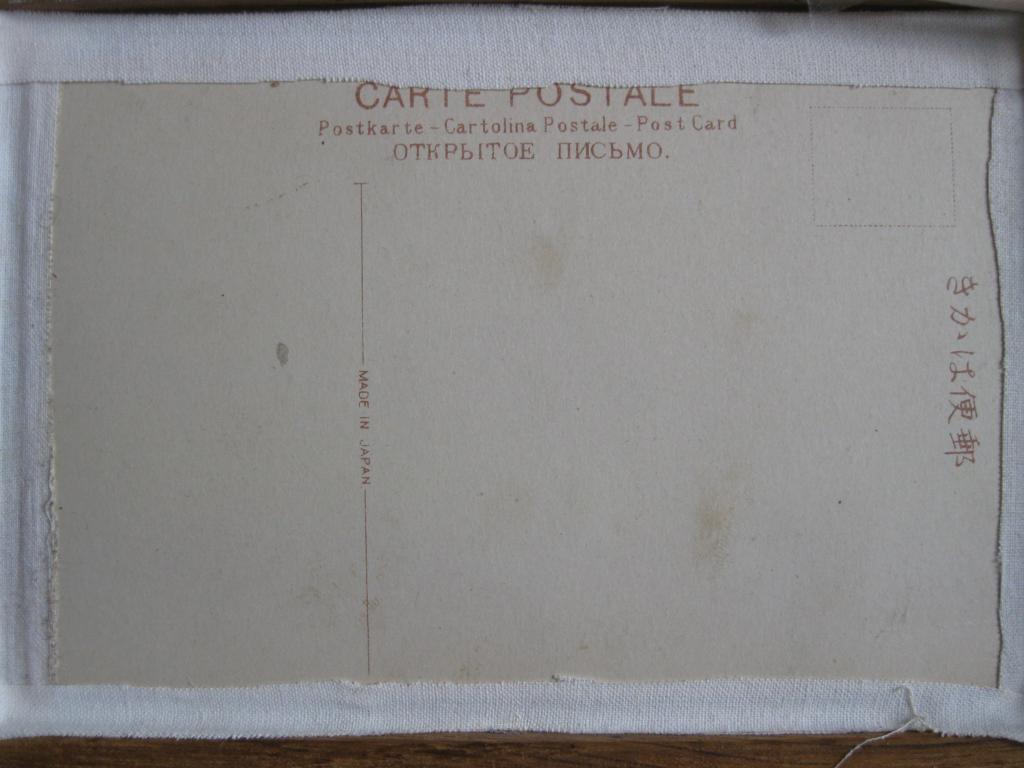 CARTE POSTALE
Postkarte - Cartolina Postale - Post Card
ОТКРЫТОЕ ПИСЬМО.
MADE IN JAPAN
きかは便郵